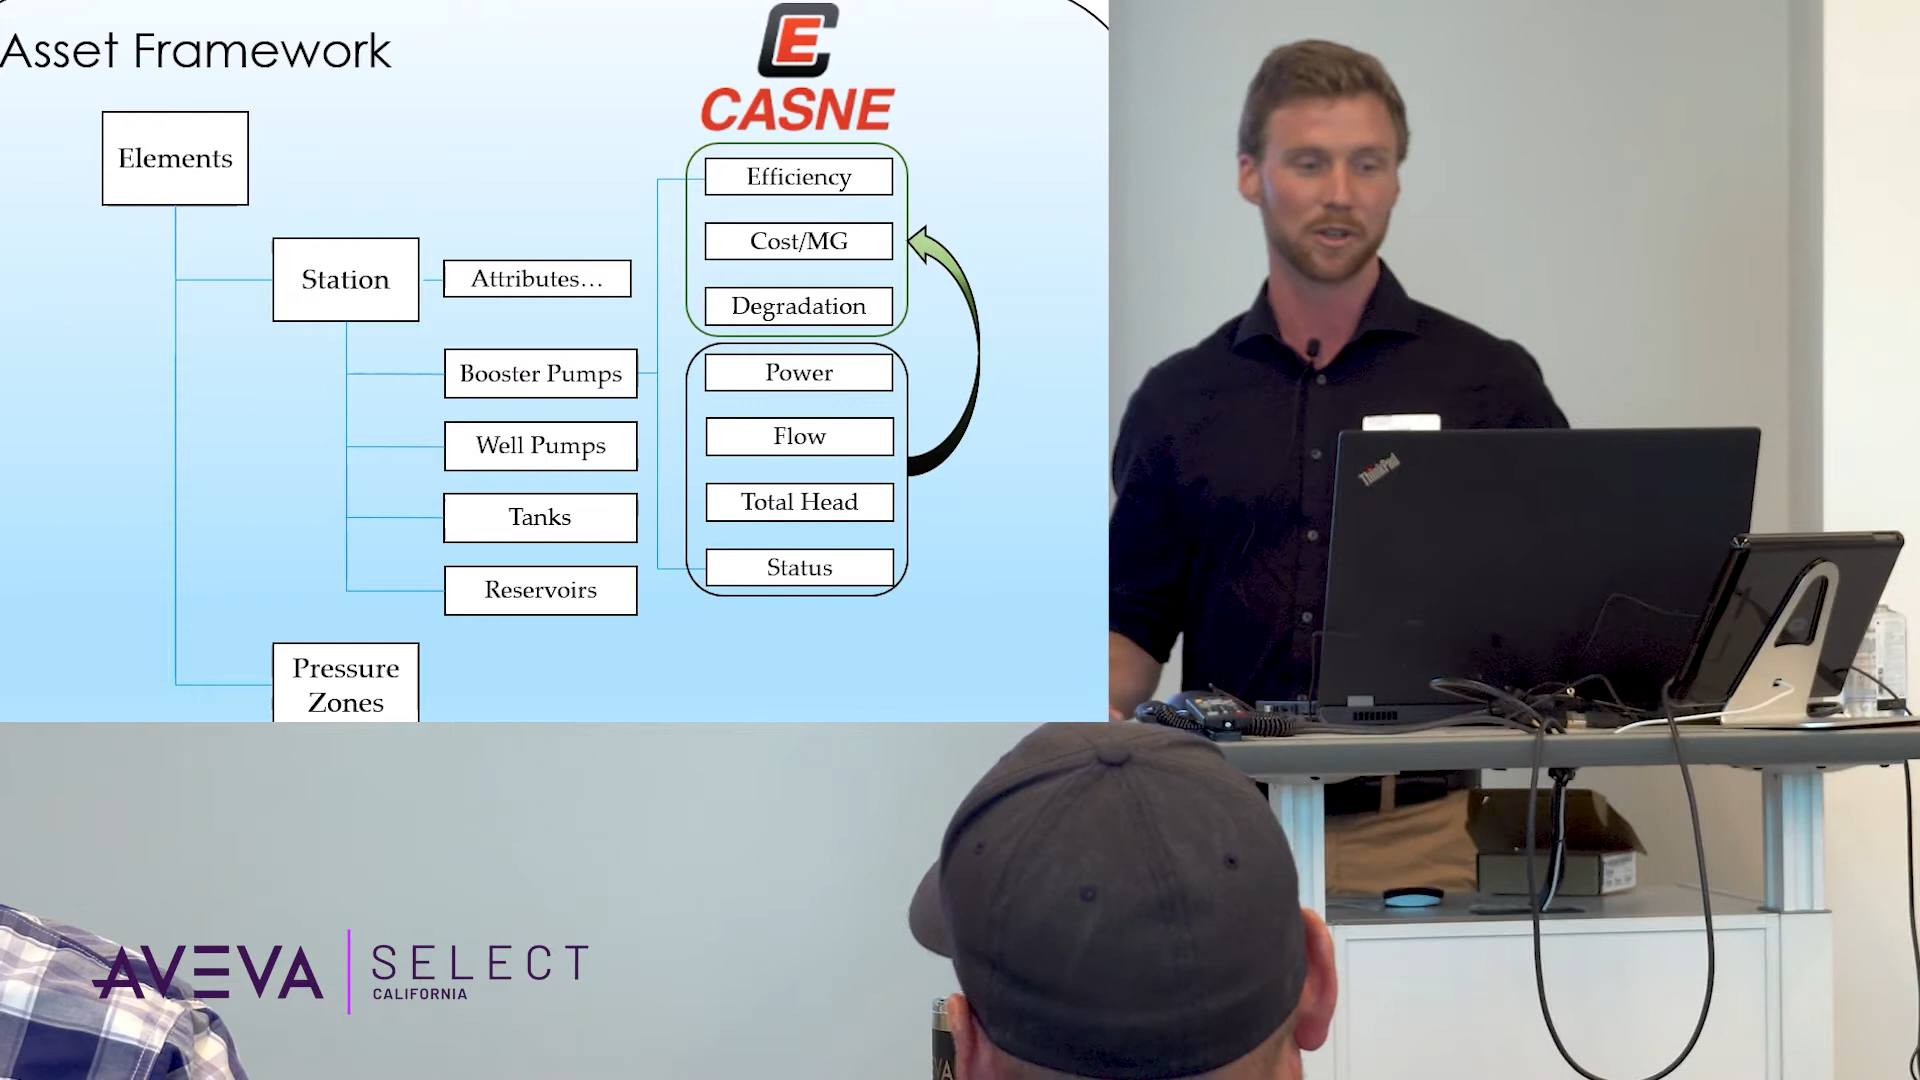 Asset Framework
CASNE
Elements
Station
Attributes...
Booster Pumps
Well Pumps
Tanks
Reservoirs
Pressure
Zones
Efficiency
Cost/MG
Degradation
Power
Flow
Total Head
Status
ThinkPad
AVEVA
SELECT
CALIFORNIA